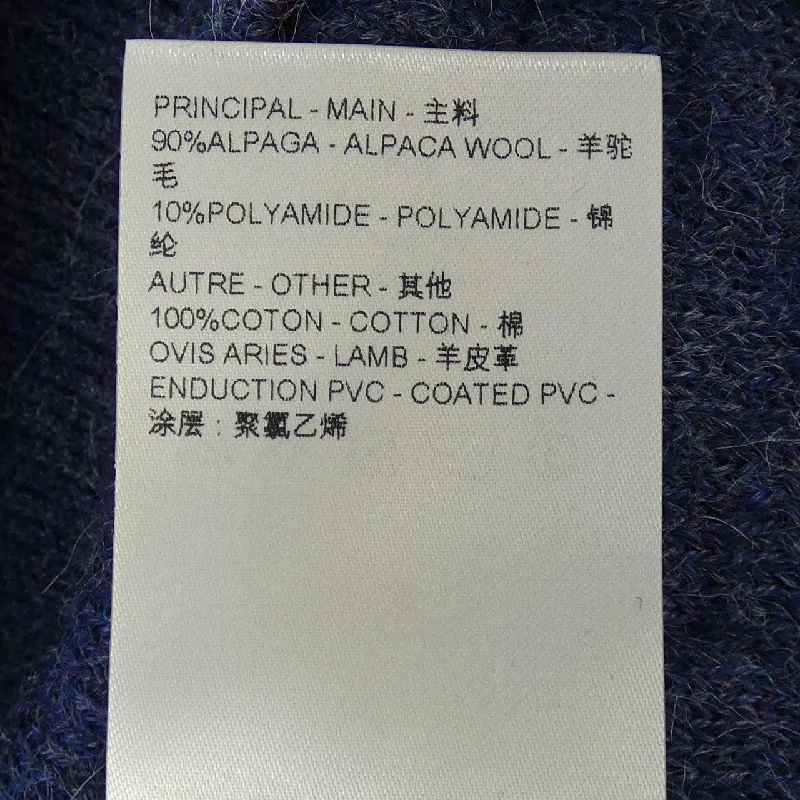 PRINCIPAL - MAIN - 主料
90%ALPAGA - ALPACA WOOL - 羊驼
毛
10%POLYAMIDE - POLYAMIDE - 锦
纶
AUTRE - OTHER - 其他
100%COTON - COTTON - 棉
OVIS ARIES - LAMB - 羊皮革
ENDUCTION PVC - COATED PVC -
涂层：聚氯乙烯